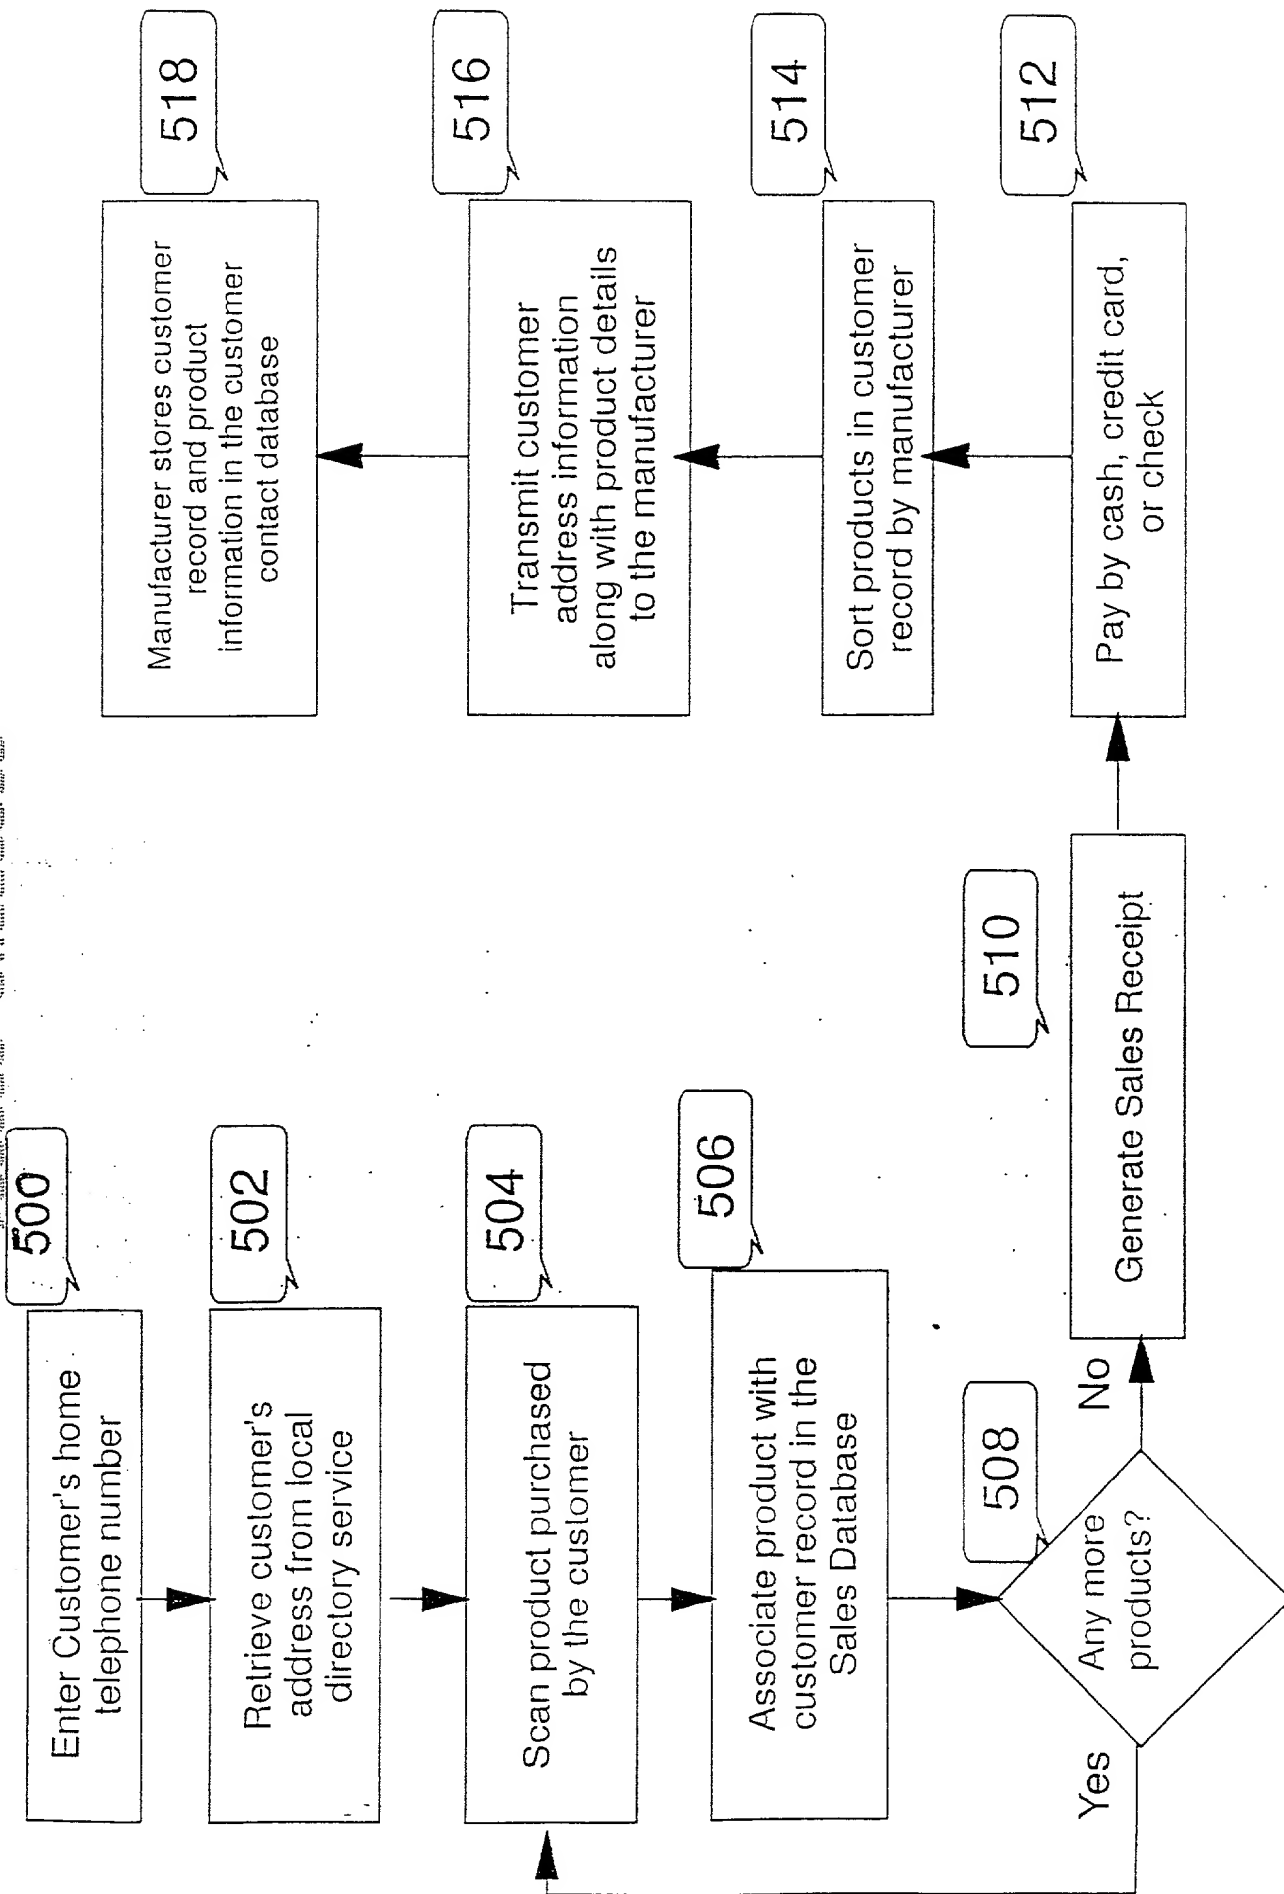 500
Enter Customer's home
telephone number
502
Retrieve customer's
address from local
directory service
504
Scan product purchased
by the customer
506
Associate product with
customer record in the
Sales Database
508
Any more
products?
Yes
No
510
Generate Sales Receipt
512
Pay by cash, credit card,
or check
514
Sort products in customer
record by manufacturer
516
Transmit customer
address information
along with product details
to the manufacturer
518
Manufacturer stores customer
record and product
information in the customer
contact database